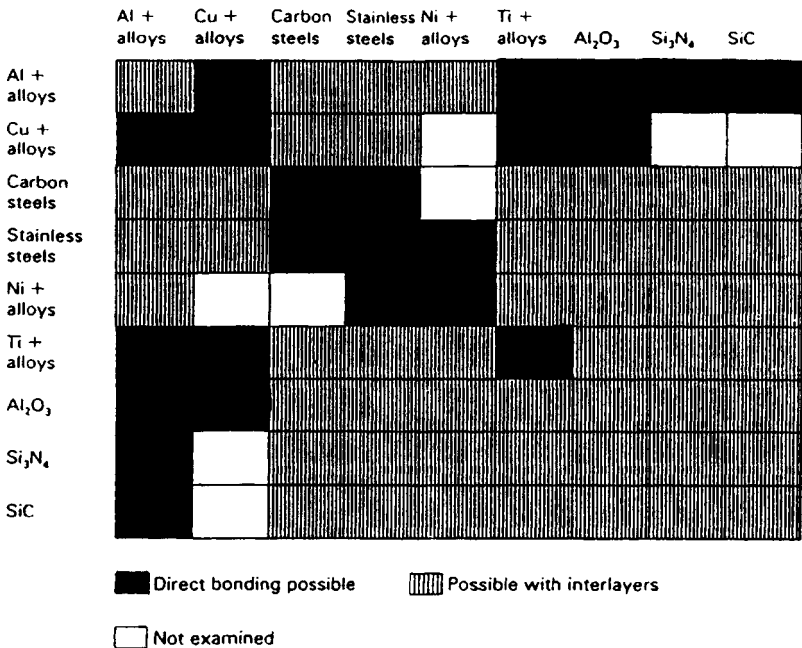 Al +
alloys
Cu +
alloys
Carbon
steels
Stainless
steels
Ni +
alloys
Ti +
alloys
Al₂O₃
Si₃N₄
SiC
Al +
alloys
Cu +
alloys
Carbon
steels
Stainless
steels
Ni +
alloys
Ti +
alloys
Al₂O₃
Si₃N₄
SiC
Direct bonding possible
Possible with interlayers
Not examined